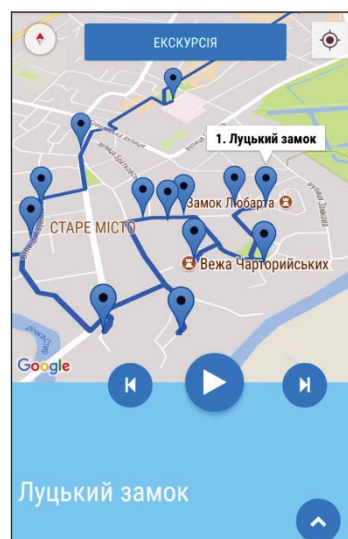 ЕКСКУРСІЯ
1. Луцький замок
Замок Любарта
СТАРЕ МІСТО
Вежа Чарторийських
Google
Луцький замок